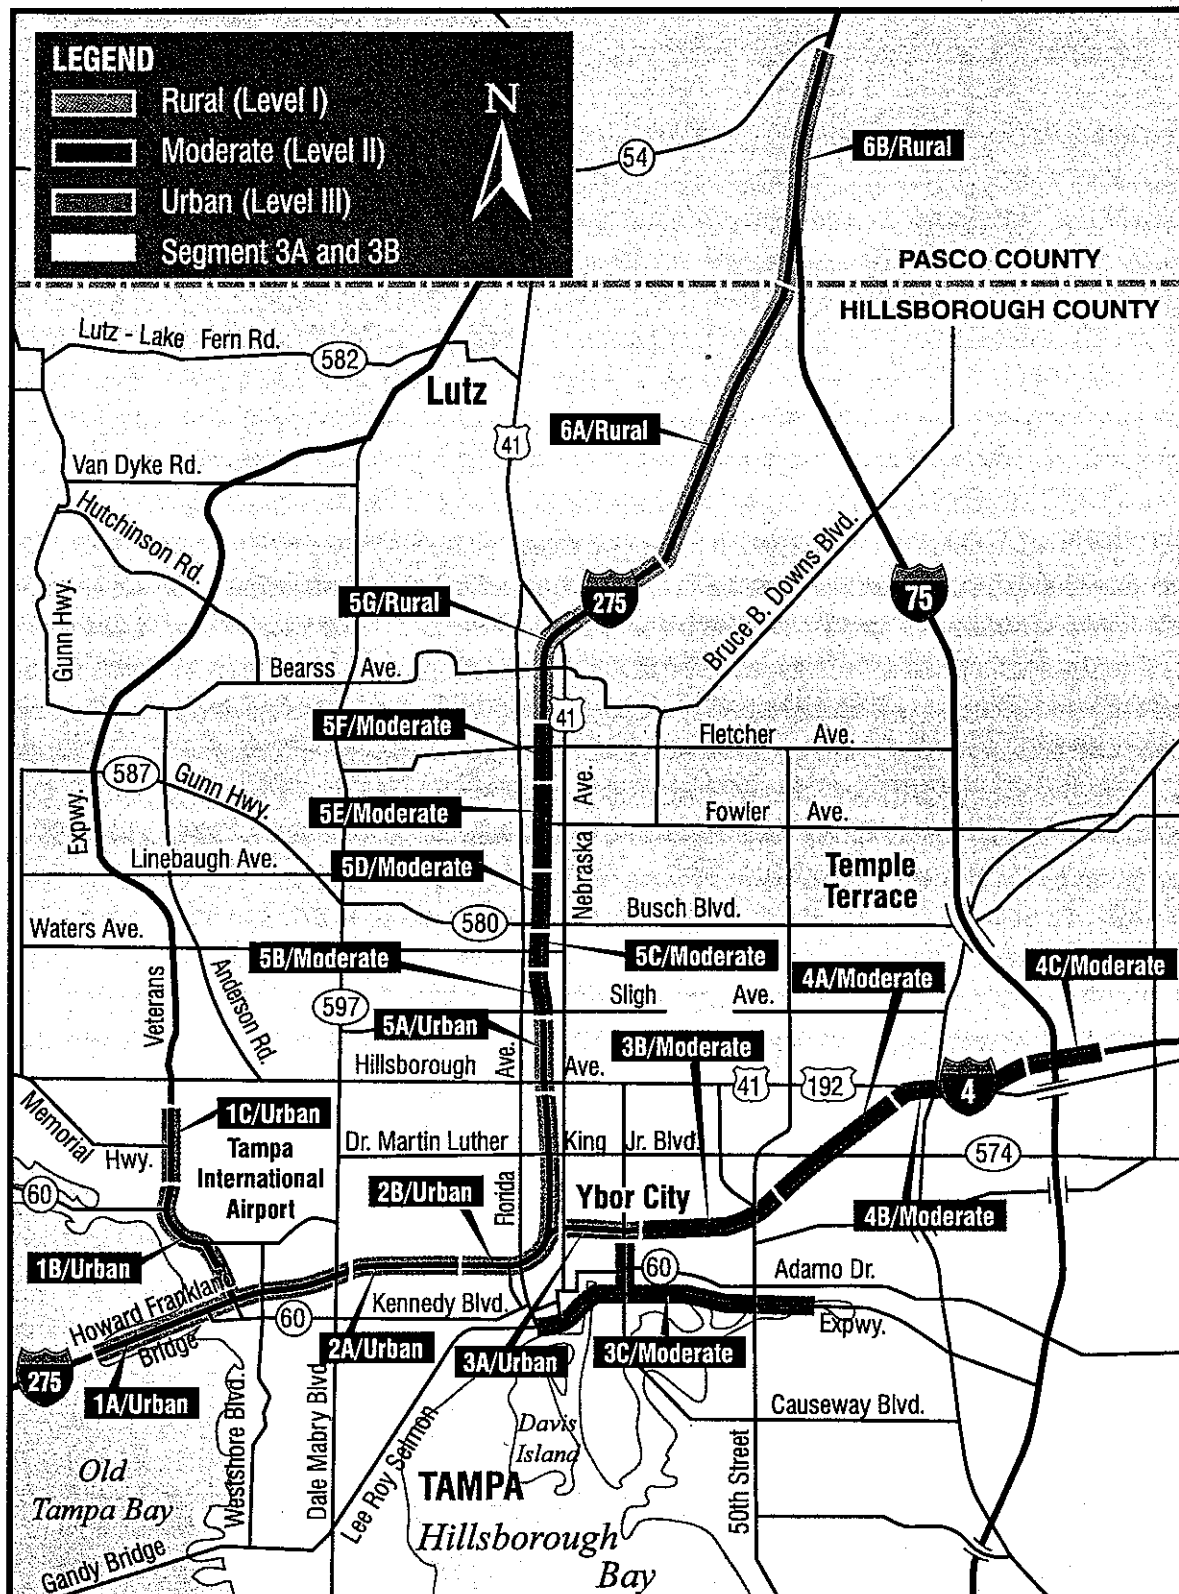 LEGEND
Rural (Level I)
Moderate (Level II)
Urban (Level III)
Segment 3A and 3B
N
54
6B/Rural
PASCO COUNTY
HILLSBOROUGH COUNTY
Lutz - Lake Fern Rd.
582
Lutz
41
6A/Rural
Van Dyke Rd.
Hutchinson Rd.
Gunn Hwy.
5G/Rural
275
75
Bruce B. Downs Blvd.
Bearss Ave.
5F/Moderate
41
Fletcher Ave.
587
Gunn Hwy.
Expwy.
5E/Moderate
Nebraska Ave.
Fowler Ave.
Linebaugh Ave.
5D/Moderate
Temple
Terrace
580
Busch Blvd.
Waters Ave.
5B/Moderate
5C/Moderate
4A/Moderate
4C/Moderate
Veterans
Anderson Rd.
597
Sligh Ave.
5A/Urban
3B/Moderate
Hillsborough Ave.
Ave.
41
192
4
Memorial
Hwy.
1C/Urban
Tampa
International
Airport
Dr. Martin Luther King Jr. Blvd.
574
60
2B/Urban
Florida
Ybor City
4B/Moderate
1B/Urban
60
Adamo Dr.
Howard Frankland
Bridge
60
Kennedy Blvd.
Expwy.
2A/Urban
3A/Urban
3C/Moderate
275
1A/Urban
Westshore Blvd.
Dale Mabry Blvd.
Lee Roy Selmon
Davis
Island
Causeway Blvd.
50th Street
Old
Tampa Bay
TAMPA
Hillsborough
Bay
Gandy Bridge